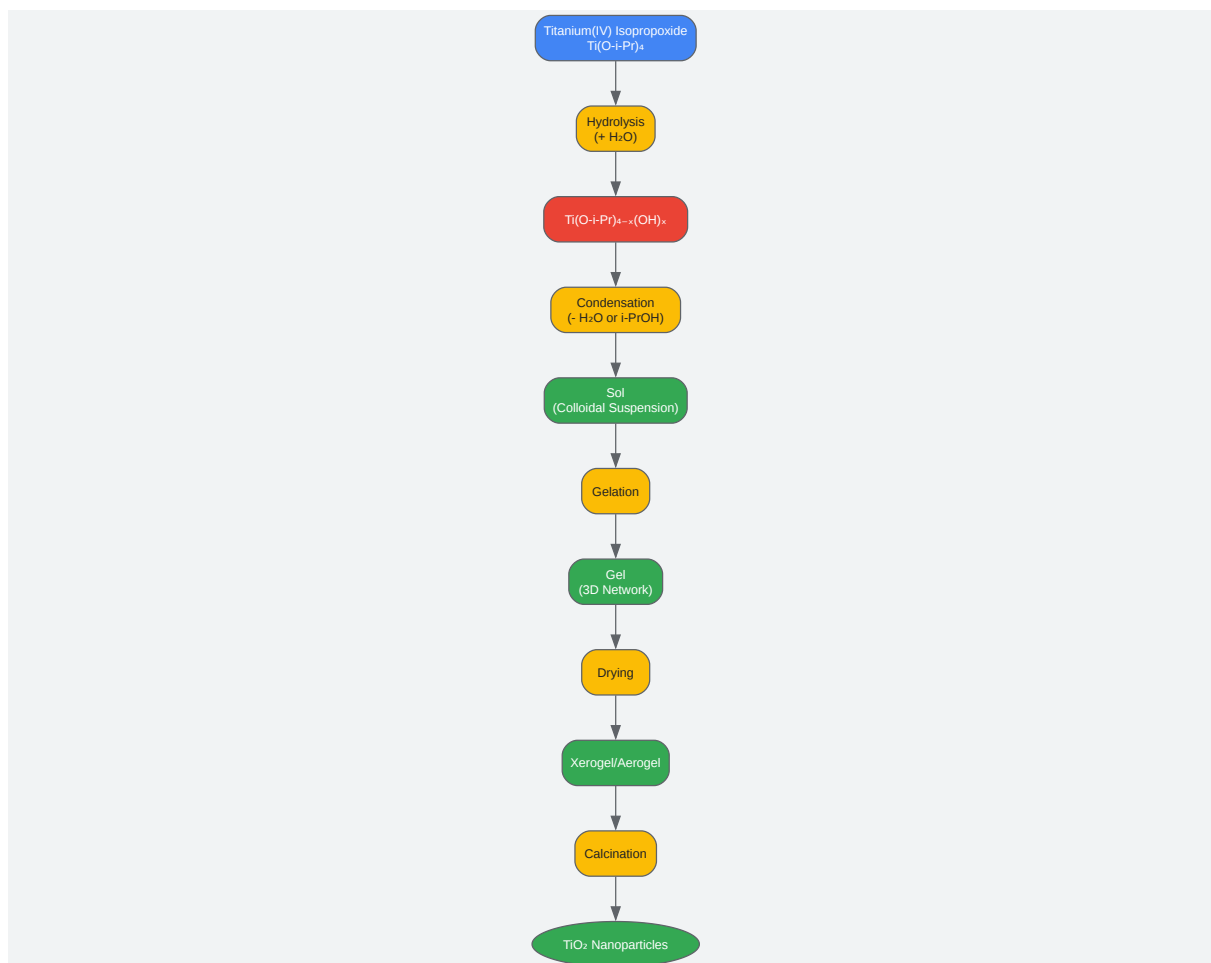 Titanium(IV) Isopropoxide
Ti(O-i-Pr)₄
Hydrolysis
(+ H₂O)
Ti(O-i-Pr)₄₋ₓ(OH)ₓ
Condensation
(- H₂O or i-PrOH)
Sol
(Colloidal Suspension)
Gelation
Gel
(3D Network)
Drying
Xerogel/Aerogel
Calcination
TiO₂ Nanoparticles